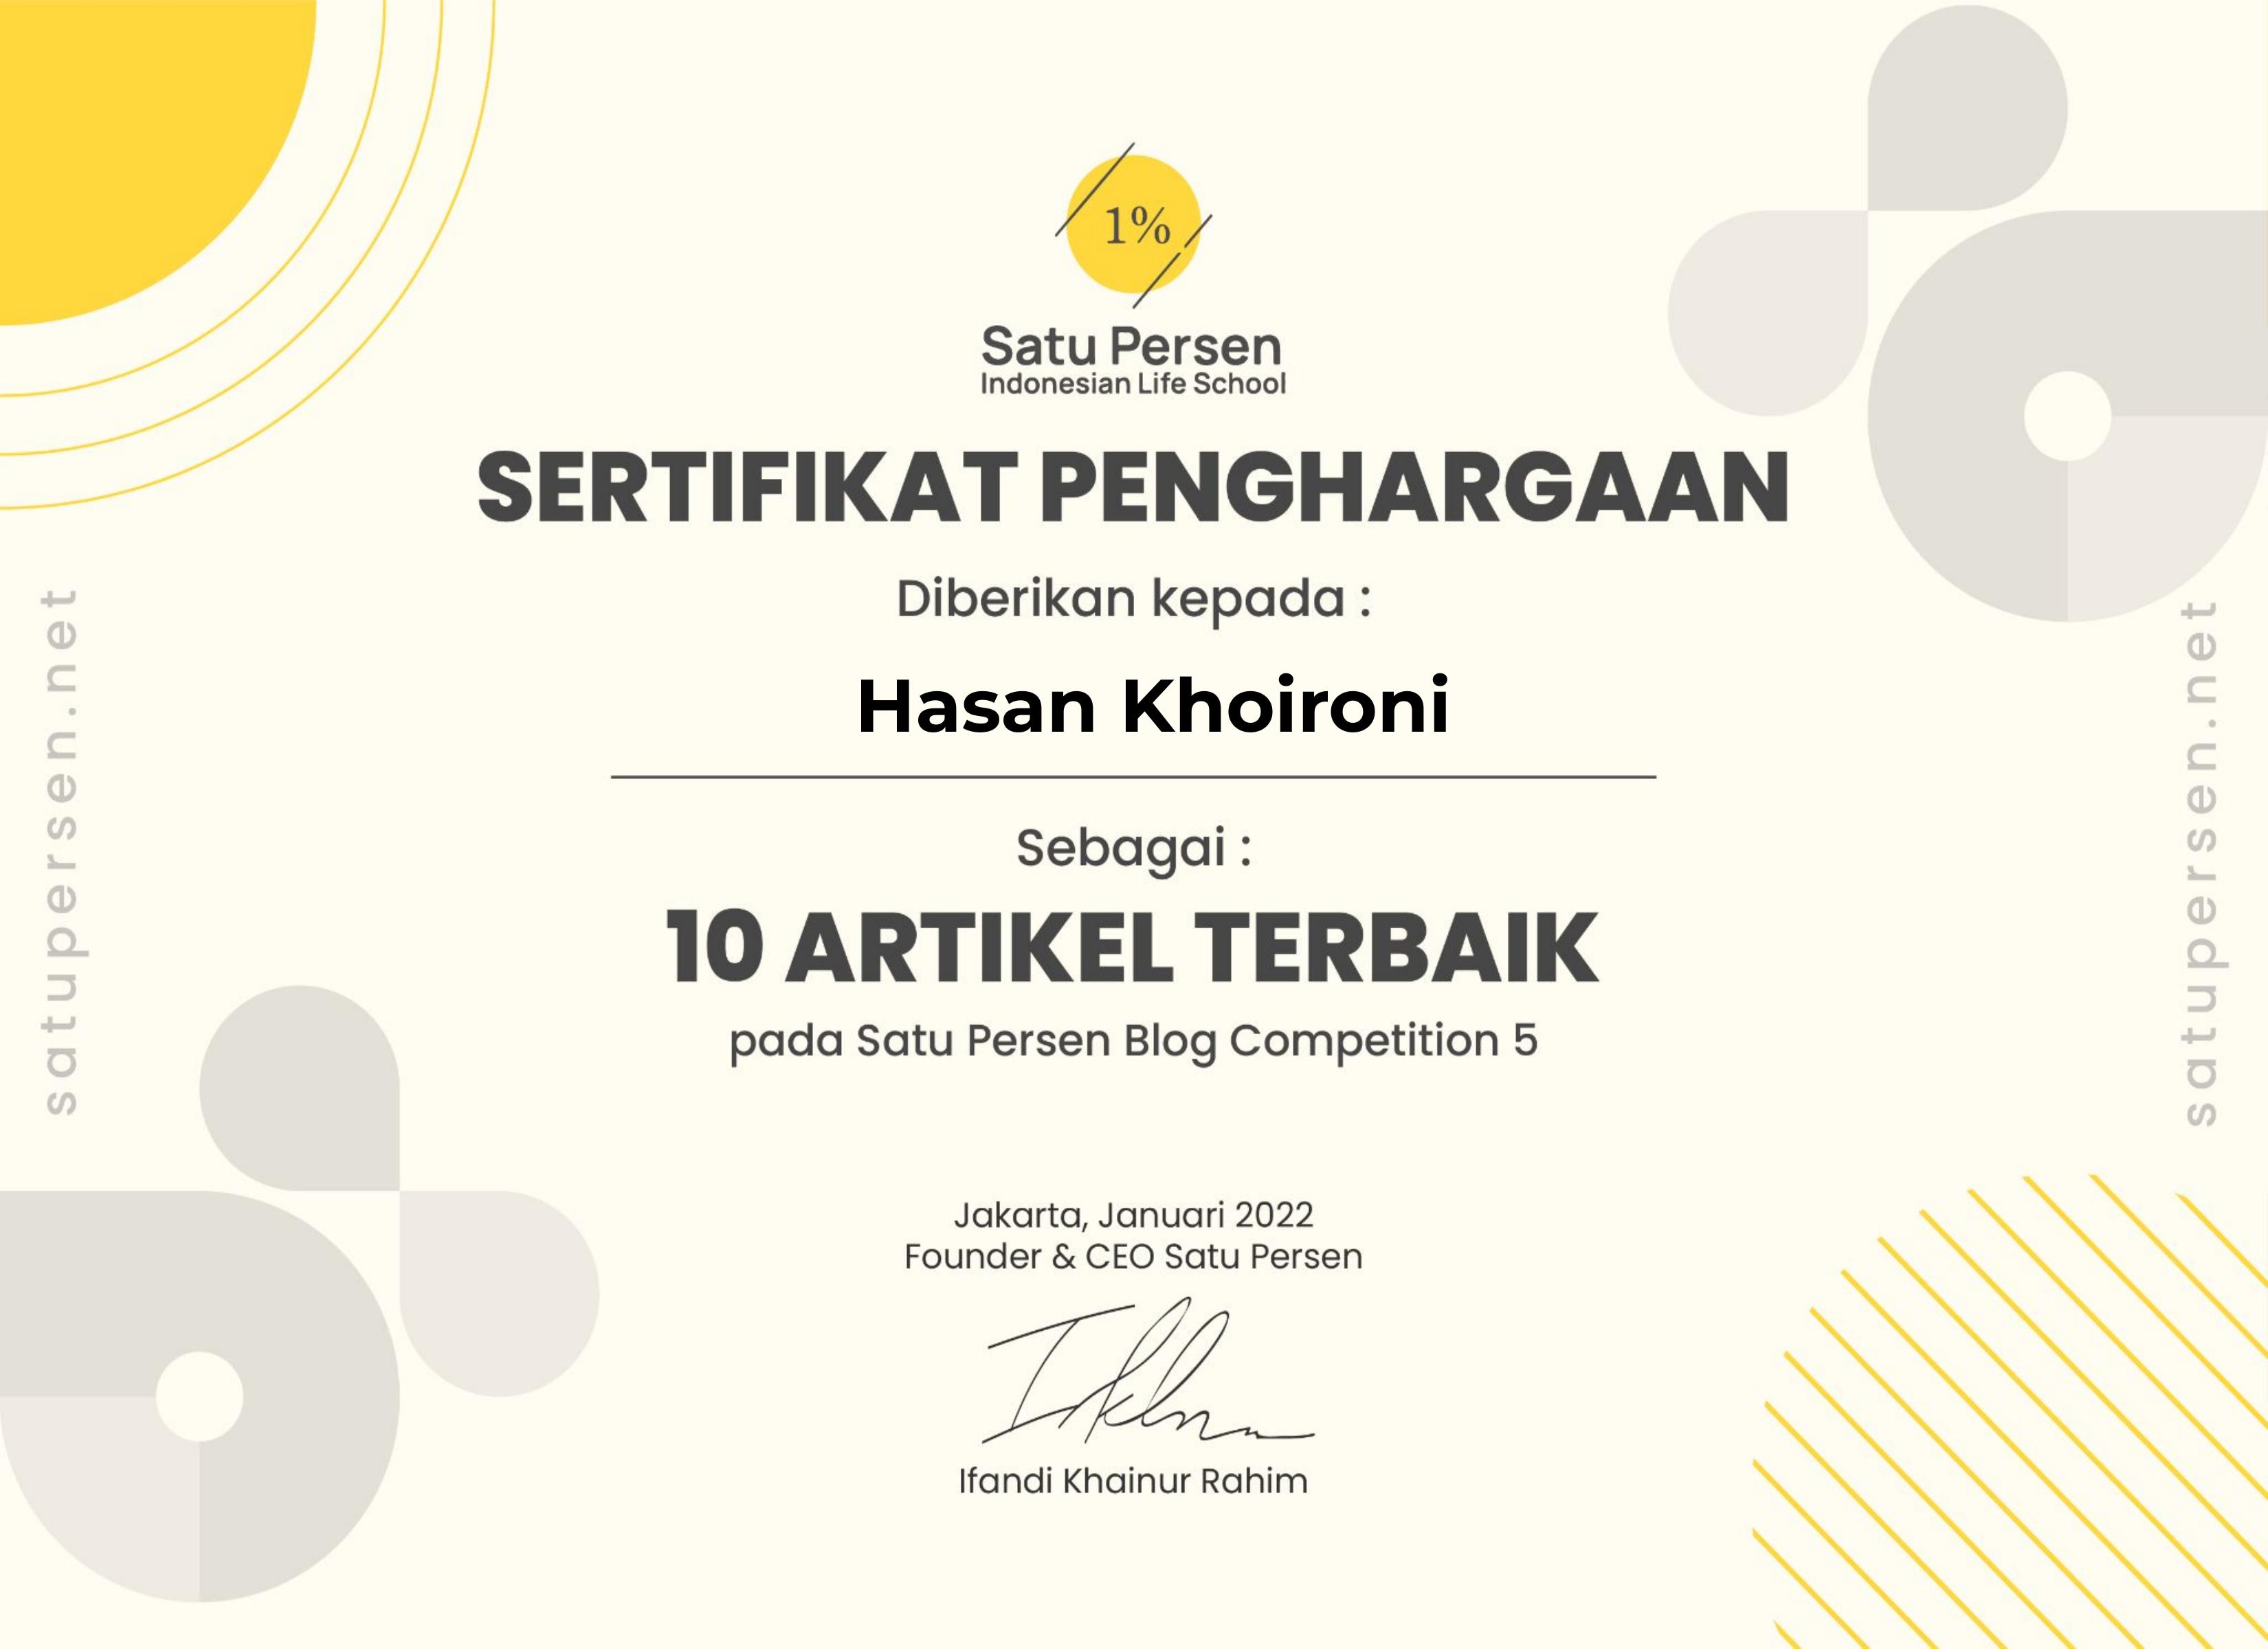 1%
Satu Persen
Indonesian Life School
SERTIFIKAT PENGHARGAAN
Diberikan kepada :
Hasan Khoironi
Sebagai :
10 ARTIKEL TERBAIK
pada Satu Persen Blog Competition 5
Jakarta, Januari 2022
Founder & CEO Satu Persen
Ifandi Khainur Rahim
satupersen.net
satupersen.net